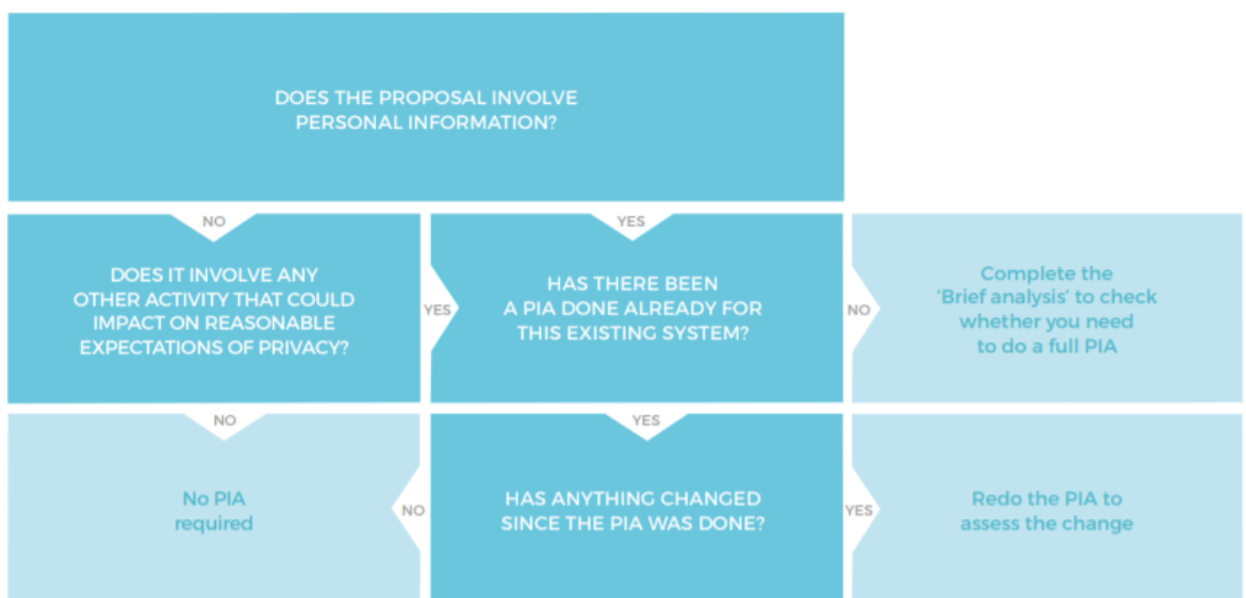 DOES THE PROPOSAL INVOLVE
PERSONAL INFORMATION?
NO
YES
DOES IT INVOLVE ANY
OTHER ACTIVITY THAT COULD
IMPACT ON REASONABLE
EXPECTATIONS OF PRIVACY?
YES
HAS THERE BEEN
A PIA DONE ALREADY FOR
THIS EXISTING SYSTEM?
NO
Complete the
'Brief analysis' to check
whether you need
to do a full PIA
NO
YES
No PIA
required
NO
HAS ANYTHING CHANGED
SINCE THE PIA WAS DONE?
YES
Redo the PIA to
assess the change